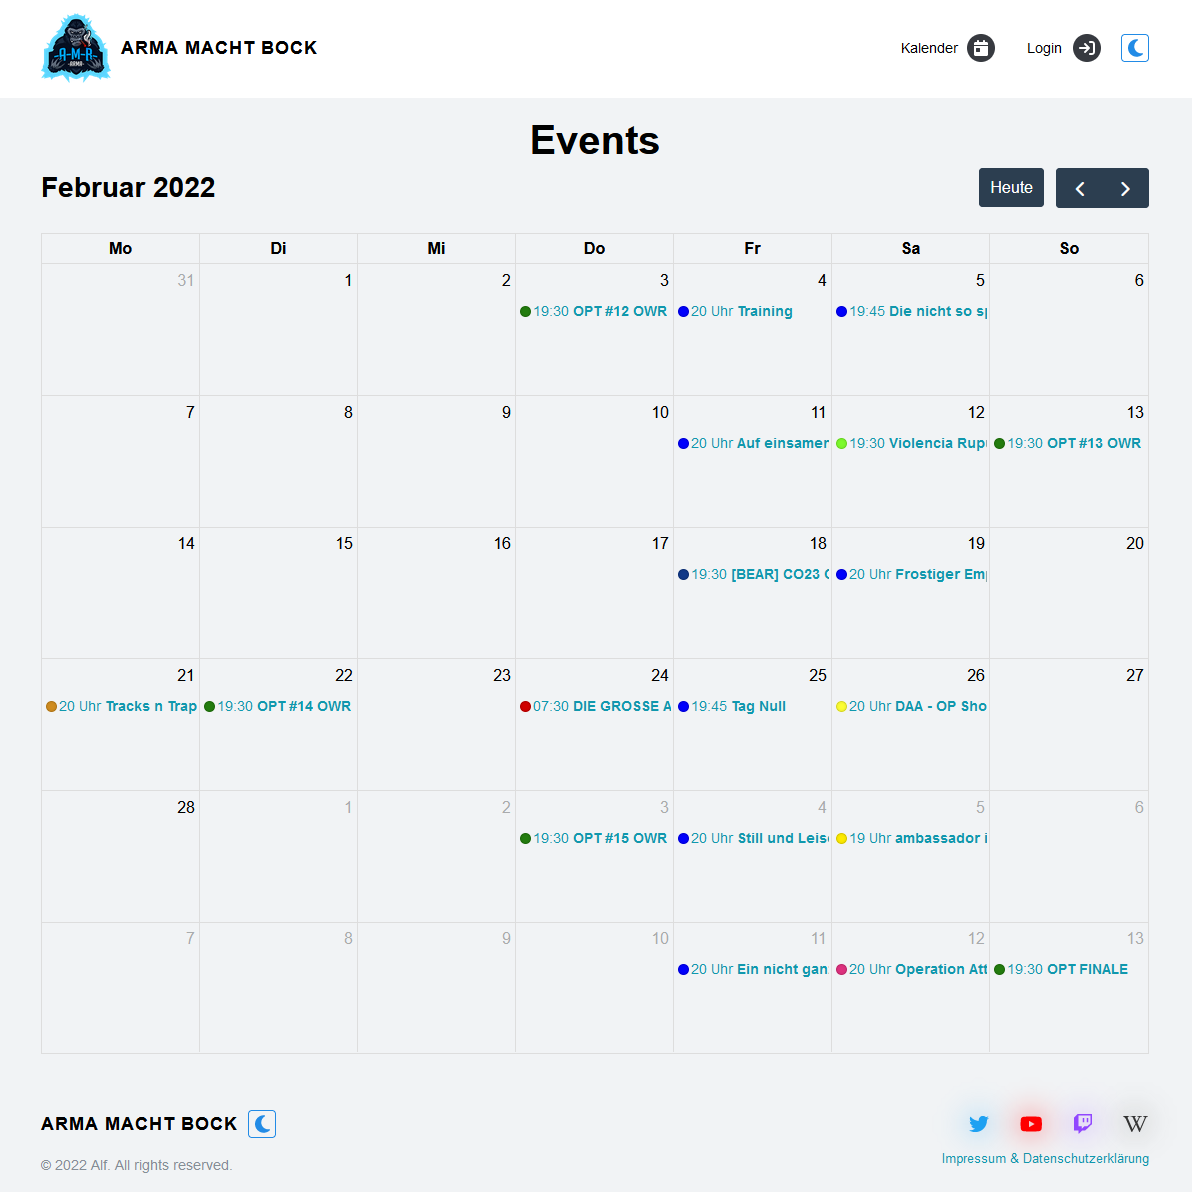 A-M-B
ARMA
ARMA MACHT BOCK
Kalender
Login
Events
Februar 2022
Heute
Mo Di Mi Do Fr Sa So
31 1 2 3 4 5 6
19:30 OPT #12 OWR 20 Uhr Training 19:45 Die nicht so sp
7 8 9 10 11 12 13
20 Uhr Auf einsamer 19:30 Violencia Rup 19:30 OPT #13 OWR
14 15 16 17 18 19 20
19:30 [BEAR] CO23 20 Uhr Frostiger Em
21 22 23 24 25 26 27
20 Uhr Tracks n Trap 19:30 OPT #14 OWR 07:30 DIE GROSSE A 19:45 Tag Null 20 Uhr DAA - OP Sho
28 1 2 3 4 5 6
19:30 OPT #15 OWR 20 Uhr Still und Leis 19 Uhr ambassador i
7 8 9 10 11 12 13
20 Uhr Ein nicht gan 20 Uhr Operation Att 19:30 OPT FINALE
ARMA MACHT BOCK
W
© 2022 Alf. All rights reserved.
Impressum & Datenschutzerklärung